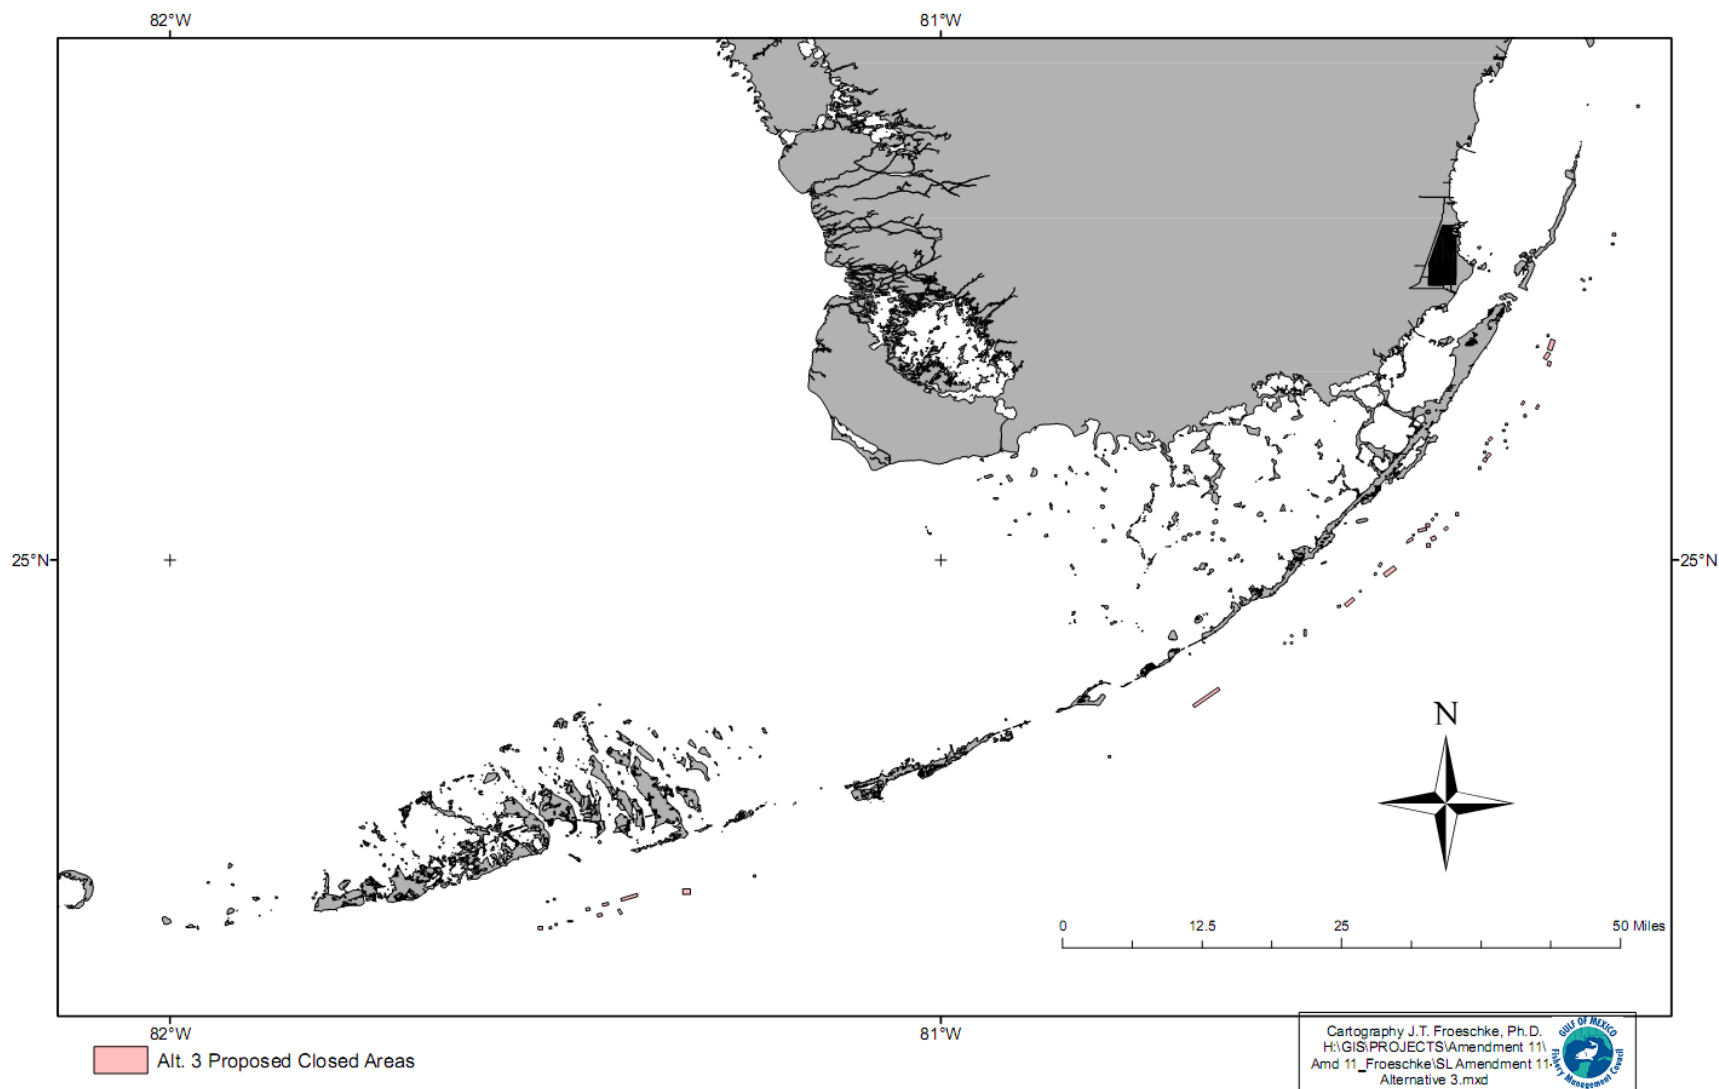 82°W
81°W
25°N
25°N
N
0
12.5
25
50 Miles
82°W
81°W
Alt. 3 Proposed Closed Areas
Cartography J.T. Froeschke, Ph.D.
H:\GIS\PROJECTS\Amendment 11\
Amd 11_Froeschke\SL Amendment 11-
Alternative 3.mxd
GULF OF MEXICO
Fishery Management Council